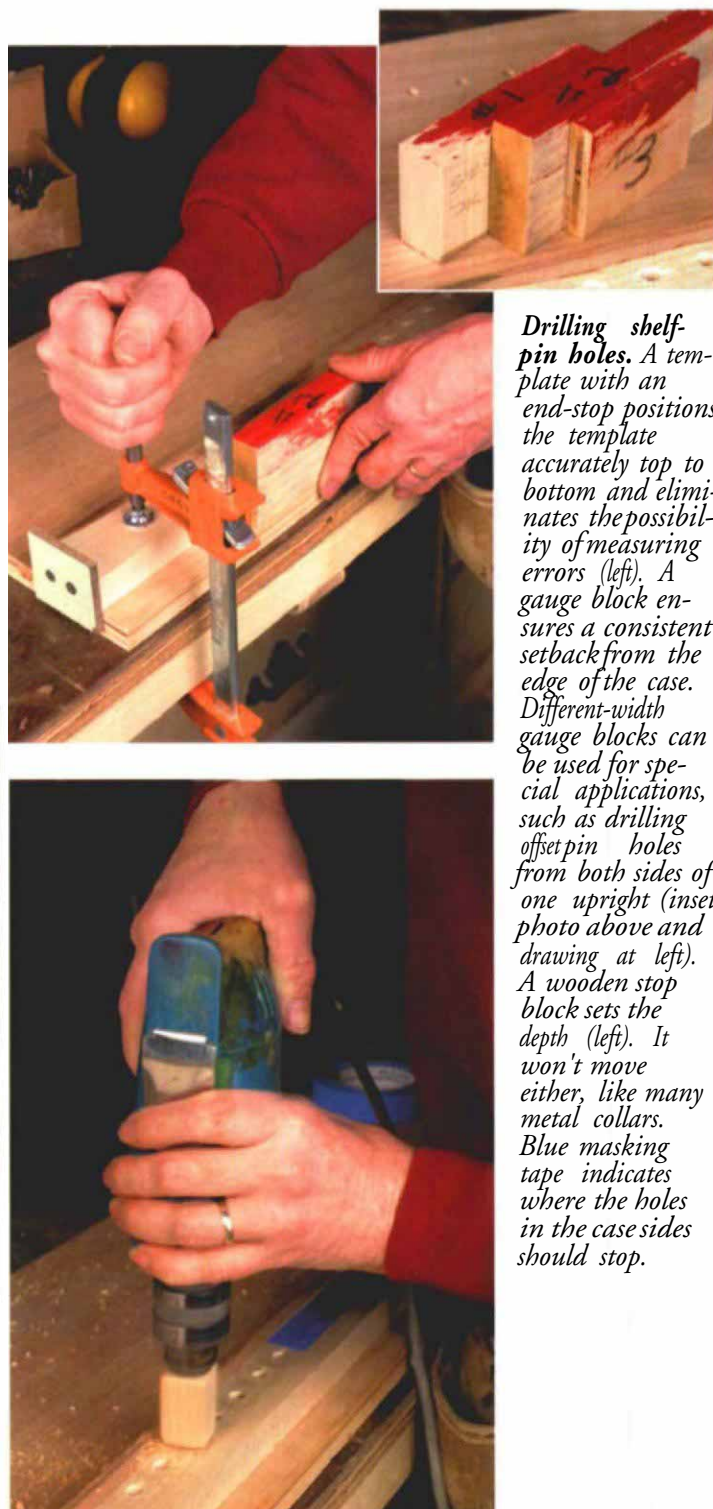 Drilling shelf-
pin holes. A tem-
plate with an
end-stop positions
the template
accurately top to
bottom and elimi-
nates the possibil-
ity of measuring
errors (left). A
gauge block en-
sures a consistent
setback from the
edge of the case.
Different-width
gauge blocks can
be used for spe-
cial applications,
such as drilling
offset pin holes
from both sides of
one upright (inset
photo above and
drawing at left).
A wooden stop
block sets the
depth (left). It
won't move
either, like many
metal collars.
Blue masking
tape indicates
where the holes
in the case sides
should stop.